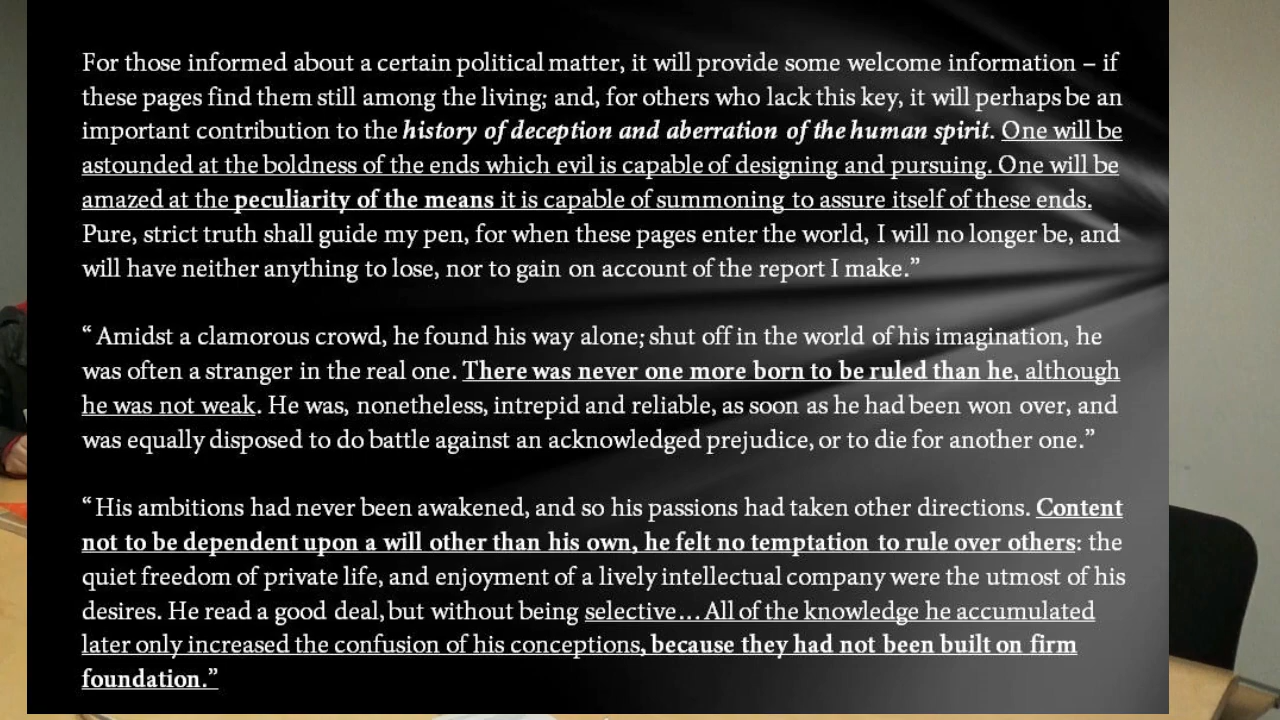 For those informed about a certain political matter, it will provide some welcome information – if
these pages find them still among the living; and, for others who lack this key, it will perhaps be an
important contribution to the history of deception and aberration of the human spirit. One will be
astounded at the boldness of the ends which evil is capable of designing and pursuing. One will be
amazed at the peculiarity of the means it is capable of summoning to assure itself of these ends.
Pure, strict truth shall guide my pen, for when these pages enter the world, I will no longer be, and
will have neither anything to lose, nor to gain on account of the report I make.”
“Amidst a clamorous crowd, he found his way alone; shut off in the world of his imagination, he
was often a stranger in the real one. There was never one more born to be ruled than he, although
he was not weak. He was, nonetheless, intrepid and reliable, as soon as he had been won over, and
was equally disposed to do battle against an acknowledged prejudice, or to die for another one.”
“His ambitions had never been awakened, and so his passions had taken other directions. Content
not to be dependent upon a will other than his own, he felt no temptation to rule over others: the
quiet freedom of private life, and enjoyment of a lively intellectual company were the utmost of his
desires. He read a good deal, but without being selective…All of the knowledge he accumulated
later only increased the confusion of his conceptions, because they had not been built on firm
foundation.”